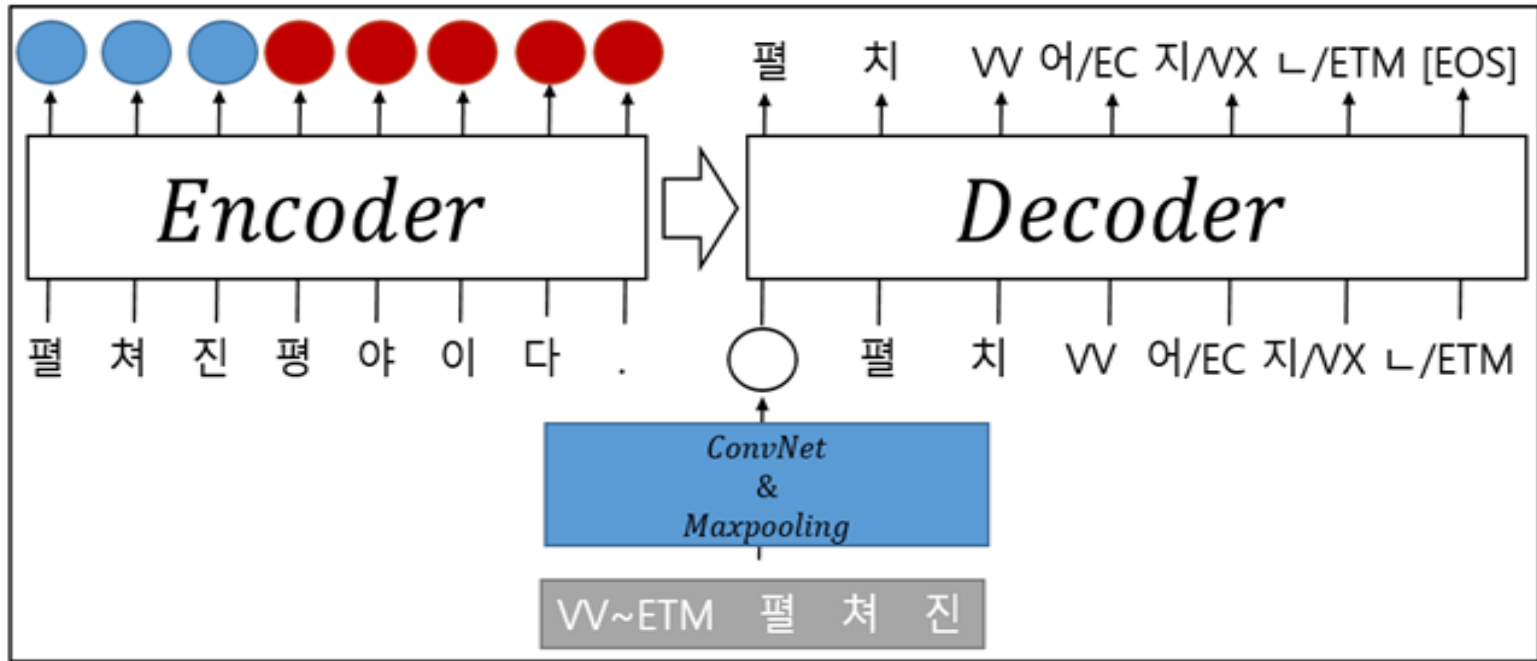 펼 치 VV 어/EC 지/VX ㄴ/ETM [EOS]
Encoder
Decoder
펼 쳐 진 평 야 이 다 .
펼 치 VV 어/EC 지/VX ㄴ/ETM
ConvNet
&
Maxpooling
VV~ETM 펼 쳐 진